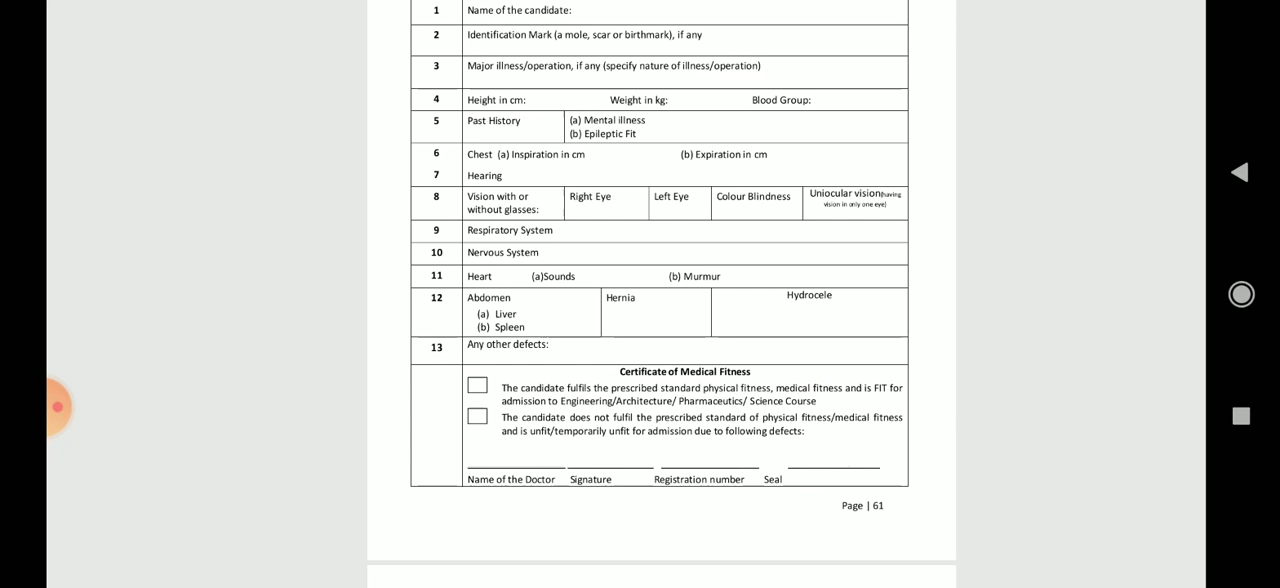 1 Name of the candidate:
2 Identification Mark (a mole, scar or birthmark), if any
3 Major illness/operation, if any (specify nature of illness/operation)
4 Height in cm: Weight in kg: Blood Group:
5 Past History (a) Mental illness
(b) Epileptic Fit
6 Chest (a) Inspiration in cm (b) Expiration in cm
7 Hearing
8 Vision with or without glasses: Right Eye Left Eye Colour Blindness Uniocular vision(having vision in only one eye)
9 Respiratory System
10 Nervous System
11 Heart (a)Sounds (b) Murmur
12 Abdomen Hernia Hydrocele
(a) Liver
(b) Spleen
13 Any other defects:
Certificate of Medical Fitness
The candidate fulfils the prescribed standard physical fitness, medical fitness and is FIT for
admission to Engineering/Architecture/ Pharmaceutics/ Science Course
The candidate does not fulfil the prescribed standard of physical fitness/medical fitness
and is unfit/temporarily unfit for admission due to following defects:
Name of the Doctor Signature Registration number Seal
Page | 61